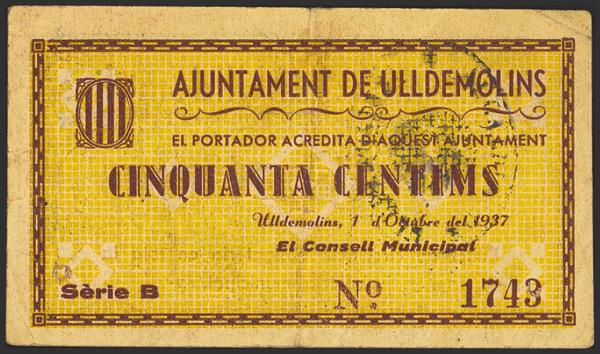 AJUNTAMENT DE ULLDEMOLINS
EL PORTADOR ACREDITA D'AQUEST AJUNTAMENT
CINQUANTA CÈNTIMS
Ulldemolins, 1 d'Octubre del 1937
El Consell Municipal
Sèrie B Nº 1743